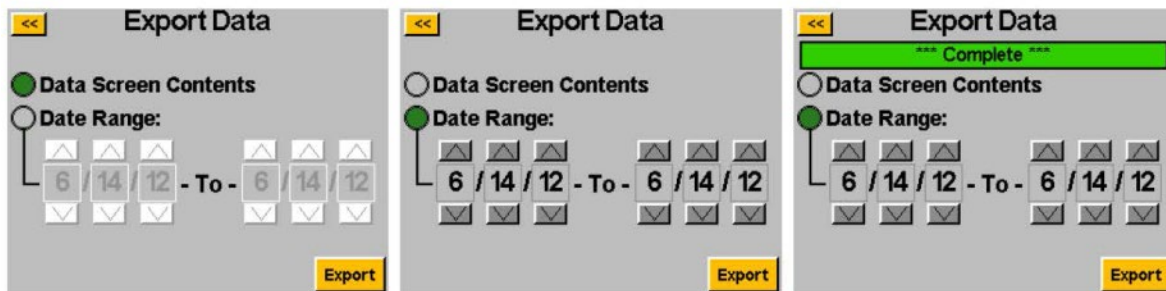 << Export Data
Data Screen Contents
Date Range:
6 / 14 / 12 - To - 6 / 14 / 12
Export
<< Export Data
Data Screen Contents
Date Range:
6 / 14 / 12 - To - 6 / 14 / 12
Export
<< Export Data
*** Complete ***
Data Screen Contents
Date Range:
6 / 14 / 12 - To - 6 / 14 / 12
Export